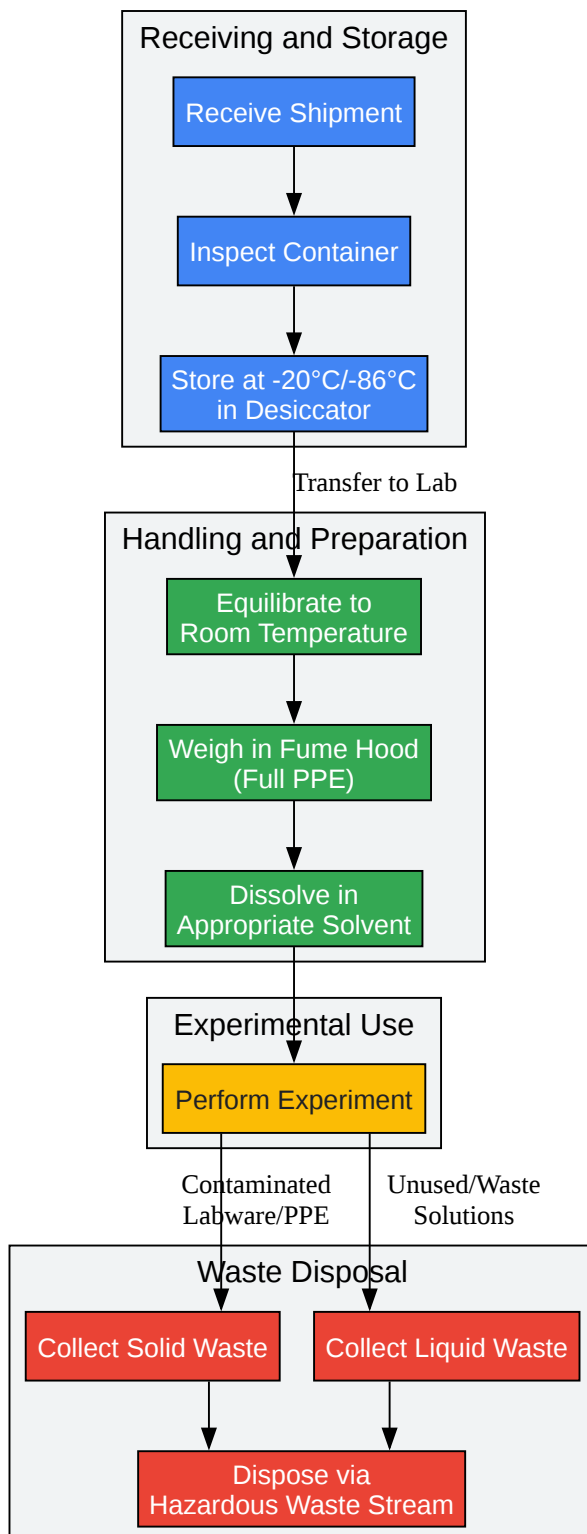 Receiving and Storage
Receive Shipment
Inspect Container
Store at -20°C/-86°C
in Desiccator
Transfer to Lab
Handling and Preparation
Equilibrate to
Room Temperature
Weigh in Fume Hood
(Full PPE)
Dissolve in
Appropriate Solvent
Experimental Use
Perform Experiment
Contaminated
Labware/PPE
Unused/Waste
Solutions
Waste Disposal
Collect Solid Waste
Collect Liquid Waste
Dispose via
Hazardous Waste Stream